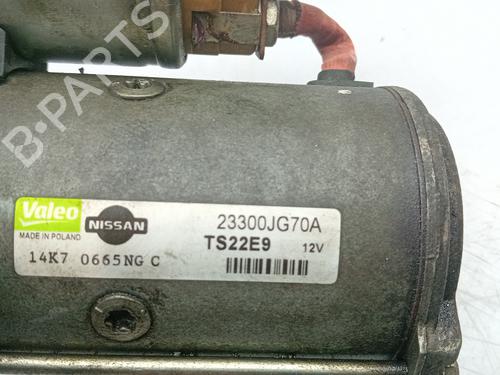 B-PARTS
Valeo
MADE IN POLAND
NISSAN
23300JG70A
TS22E9 12V
14K7 0665NG C